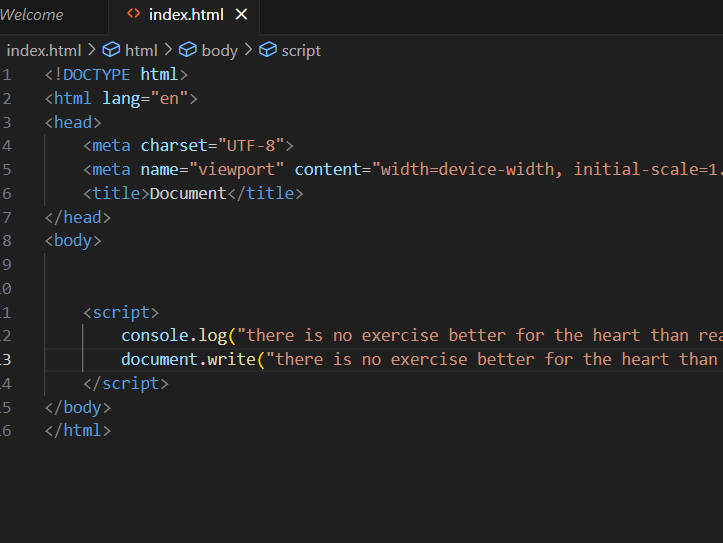 Welcome
index.html
index.html > html > body > script
1 <!DOCTYPE html>
2 <html lang="en">
3 <head>
4 <meta charset="UTF-8">
5 <meta name="viewport" content="width=device-width, initial-scale=1.
6 <title>Document</title>
7 </head>
8 <body>
9
0
1 <script>
2 console.log("there is no exercise better for the heart than rea
3 document.write("there is no exercise better for the heart than
4 </script>
5 </body>
6 </html>